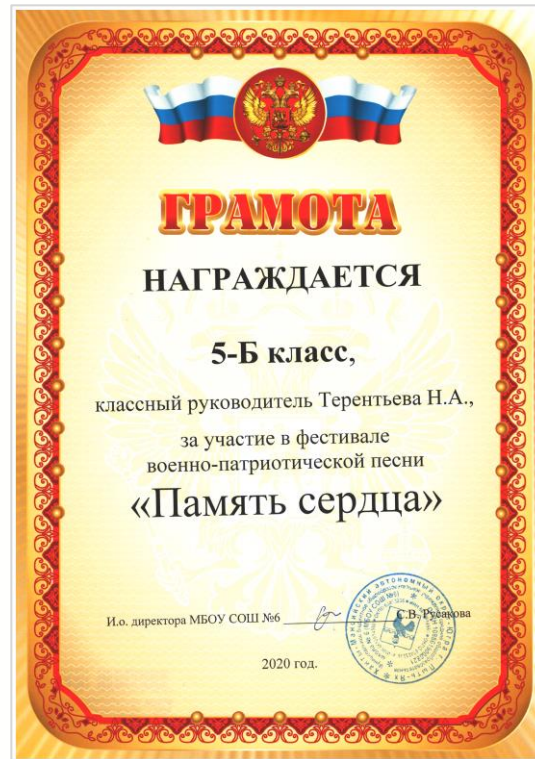 ГРАМОТА
НАГРАЖДАЕТСЯ
5-Б класс,
классный руководитель Терентьева Н.А.,
за участие в фестивале
военно-патриотической песни
«Память сердца»
И.о. директора МБОУ СОШ №6 С.В. Русакова
2020 год.